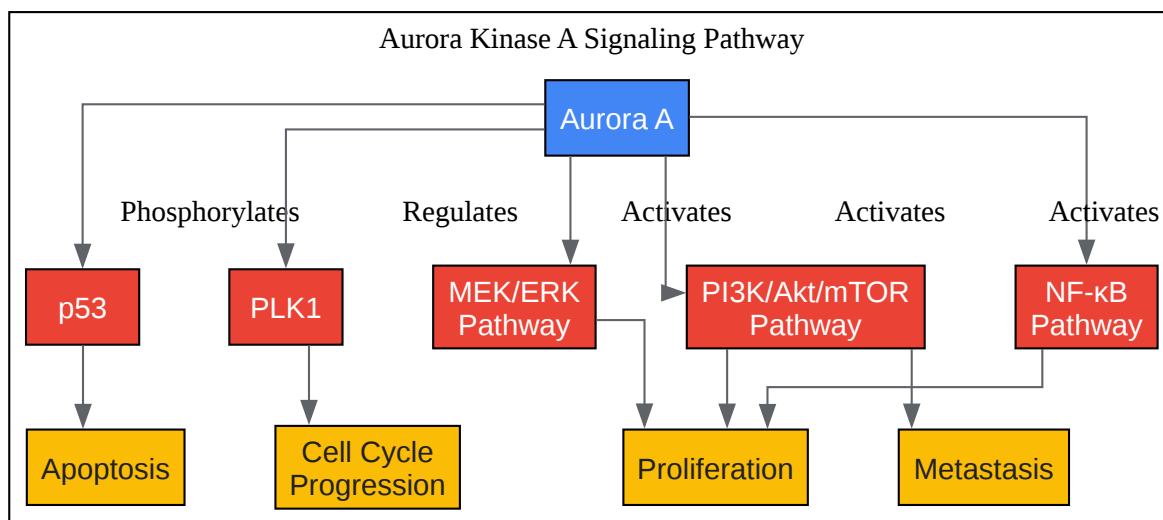 Aurora Kinase A Signaling Pathway
Aurora A
Phosphorylates
Regulates
Activates
Activates
Activates
p53
PLK1
MEK/ERK
Pathway
PI3K/Akt/mTOR
Pathway
NF-κB
Pathway
Apoptosis
Cell Cycle
Progression
Proliferation
Metastasis